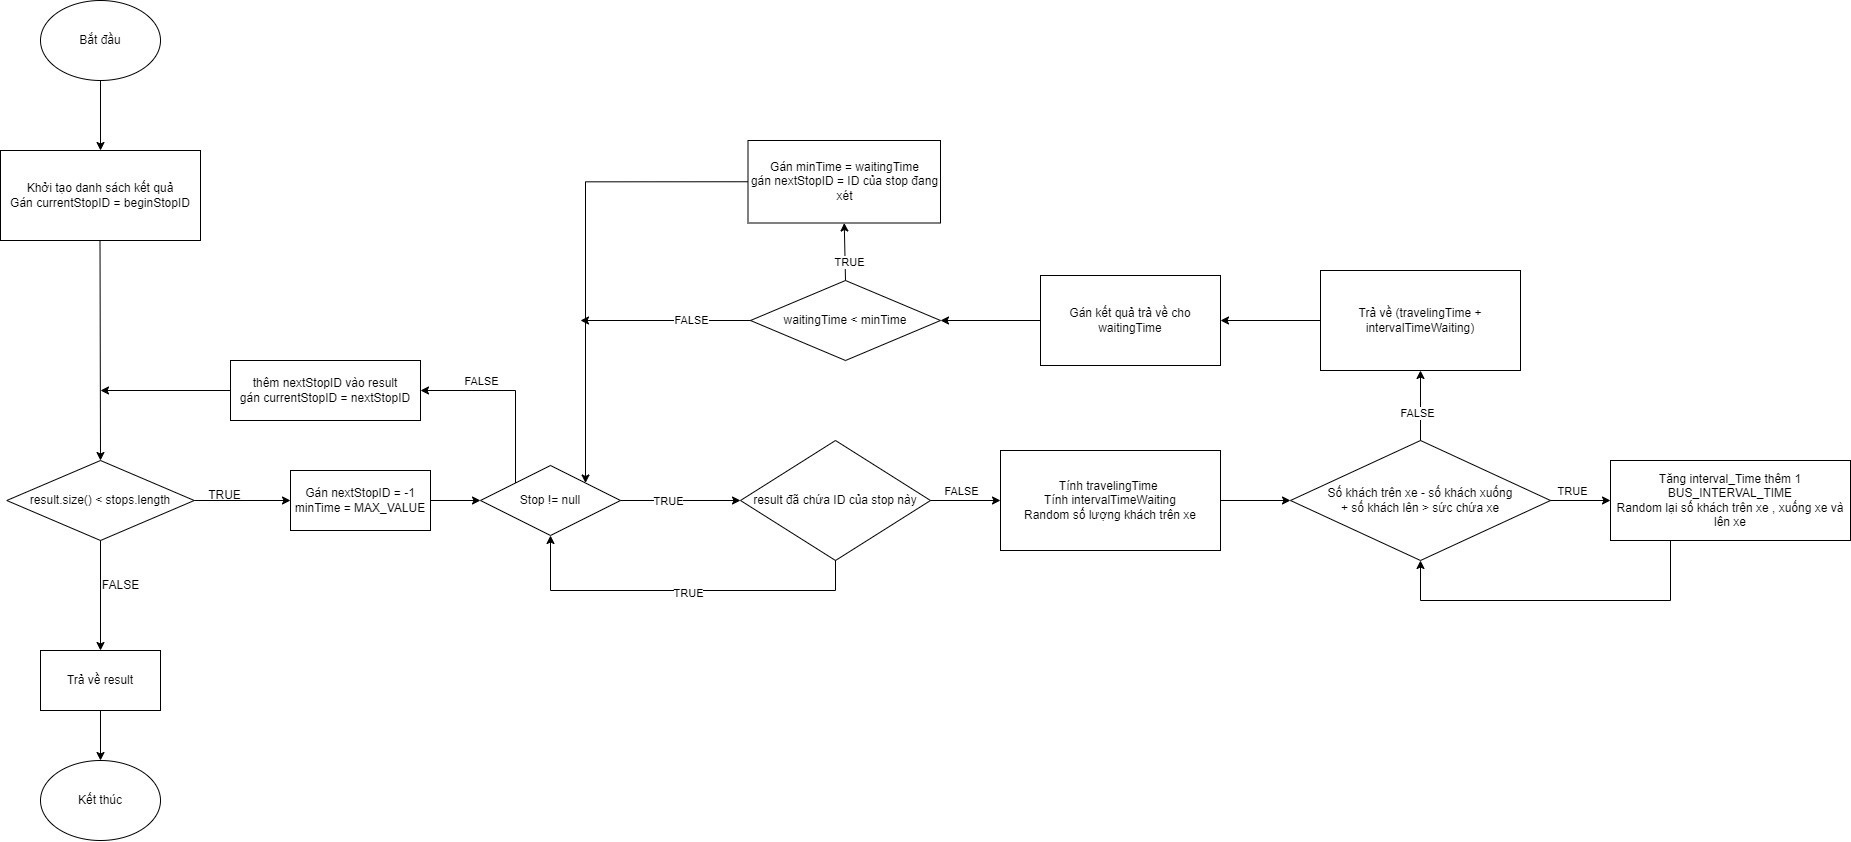 Bắt đầu
Khởi tạo danh sách kết quả
Gán currentStopID = beginStopID
Gán minTime = waitingTime
gán nextStopID = ID của stop đang
xét
TRUE
waitingTime < minTime
FALSE
Gán kết quả trả về cho
waitingTime
Trả về (travelingTime +
intervalTimeWaiting)
thêm nextStopID vào result
gán currentStopID = nextStopID
FALSE
FALSE
result.size() < stops.length
TRUE
Gán nextStopID = -1
minTime = MAX_VALUE
Stop != null
TRUE
result đã chứa ID của stop này
FALSE
Tính travelingTime
Tính intervalTimeWaiting
Random số lượng khách trên xe
Số khách trên xe - số khách xuống
+ số khách lên > sức chứa xe
TRUE
Tăng interval_Time thêm 1
BUS_INTERVAL_TIME
Random lại số khách trên xe , xuống xe và
lên xe
TRUE
FALSE
Trả về result
Kết thúc